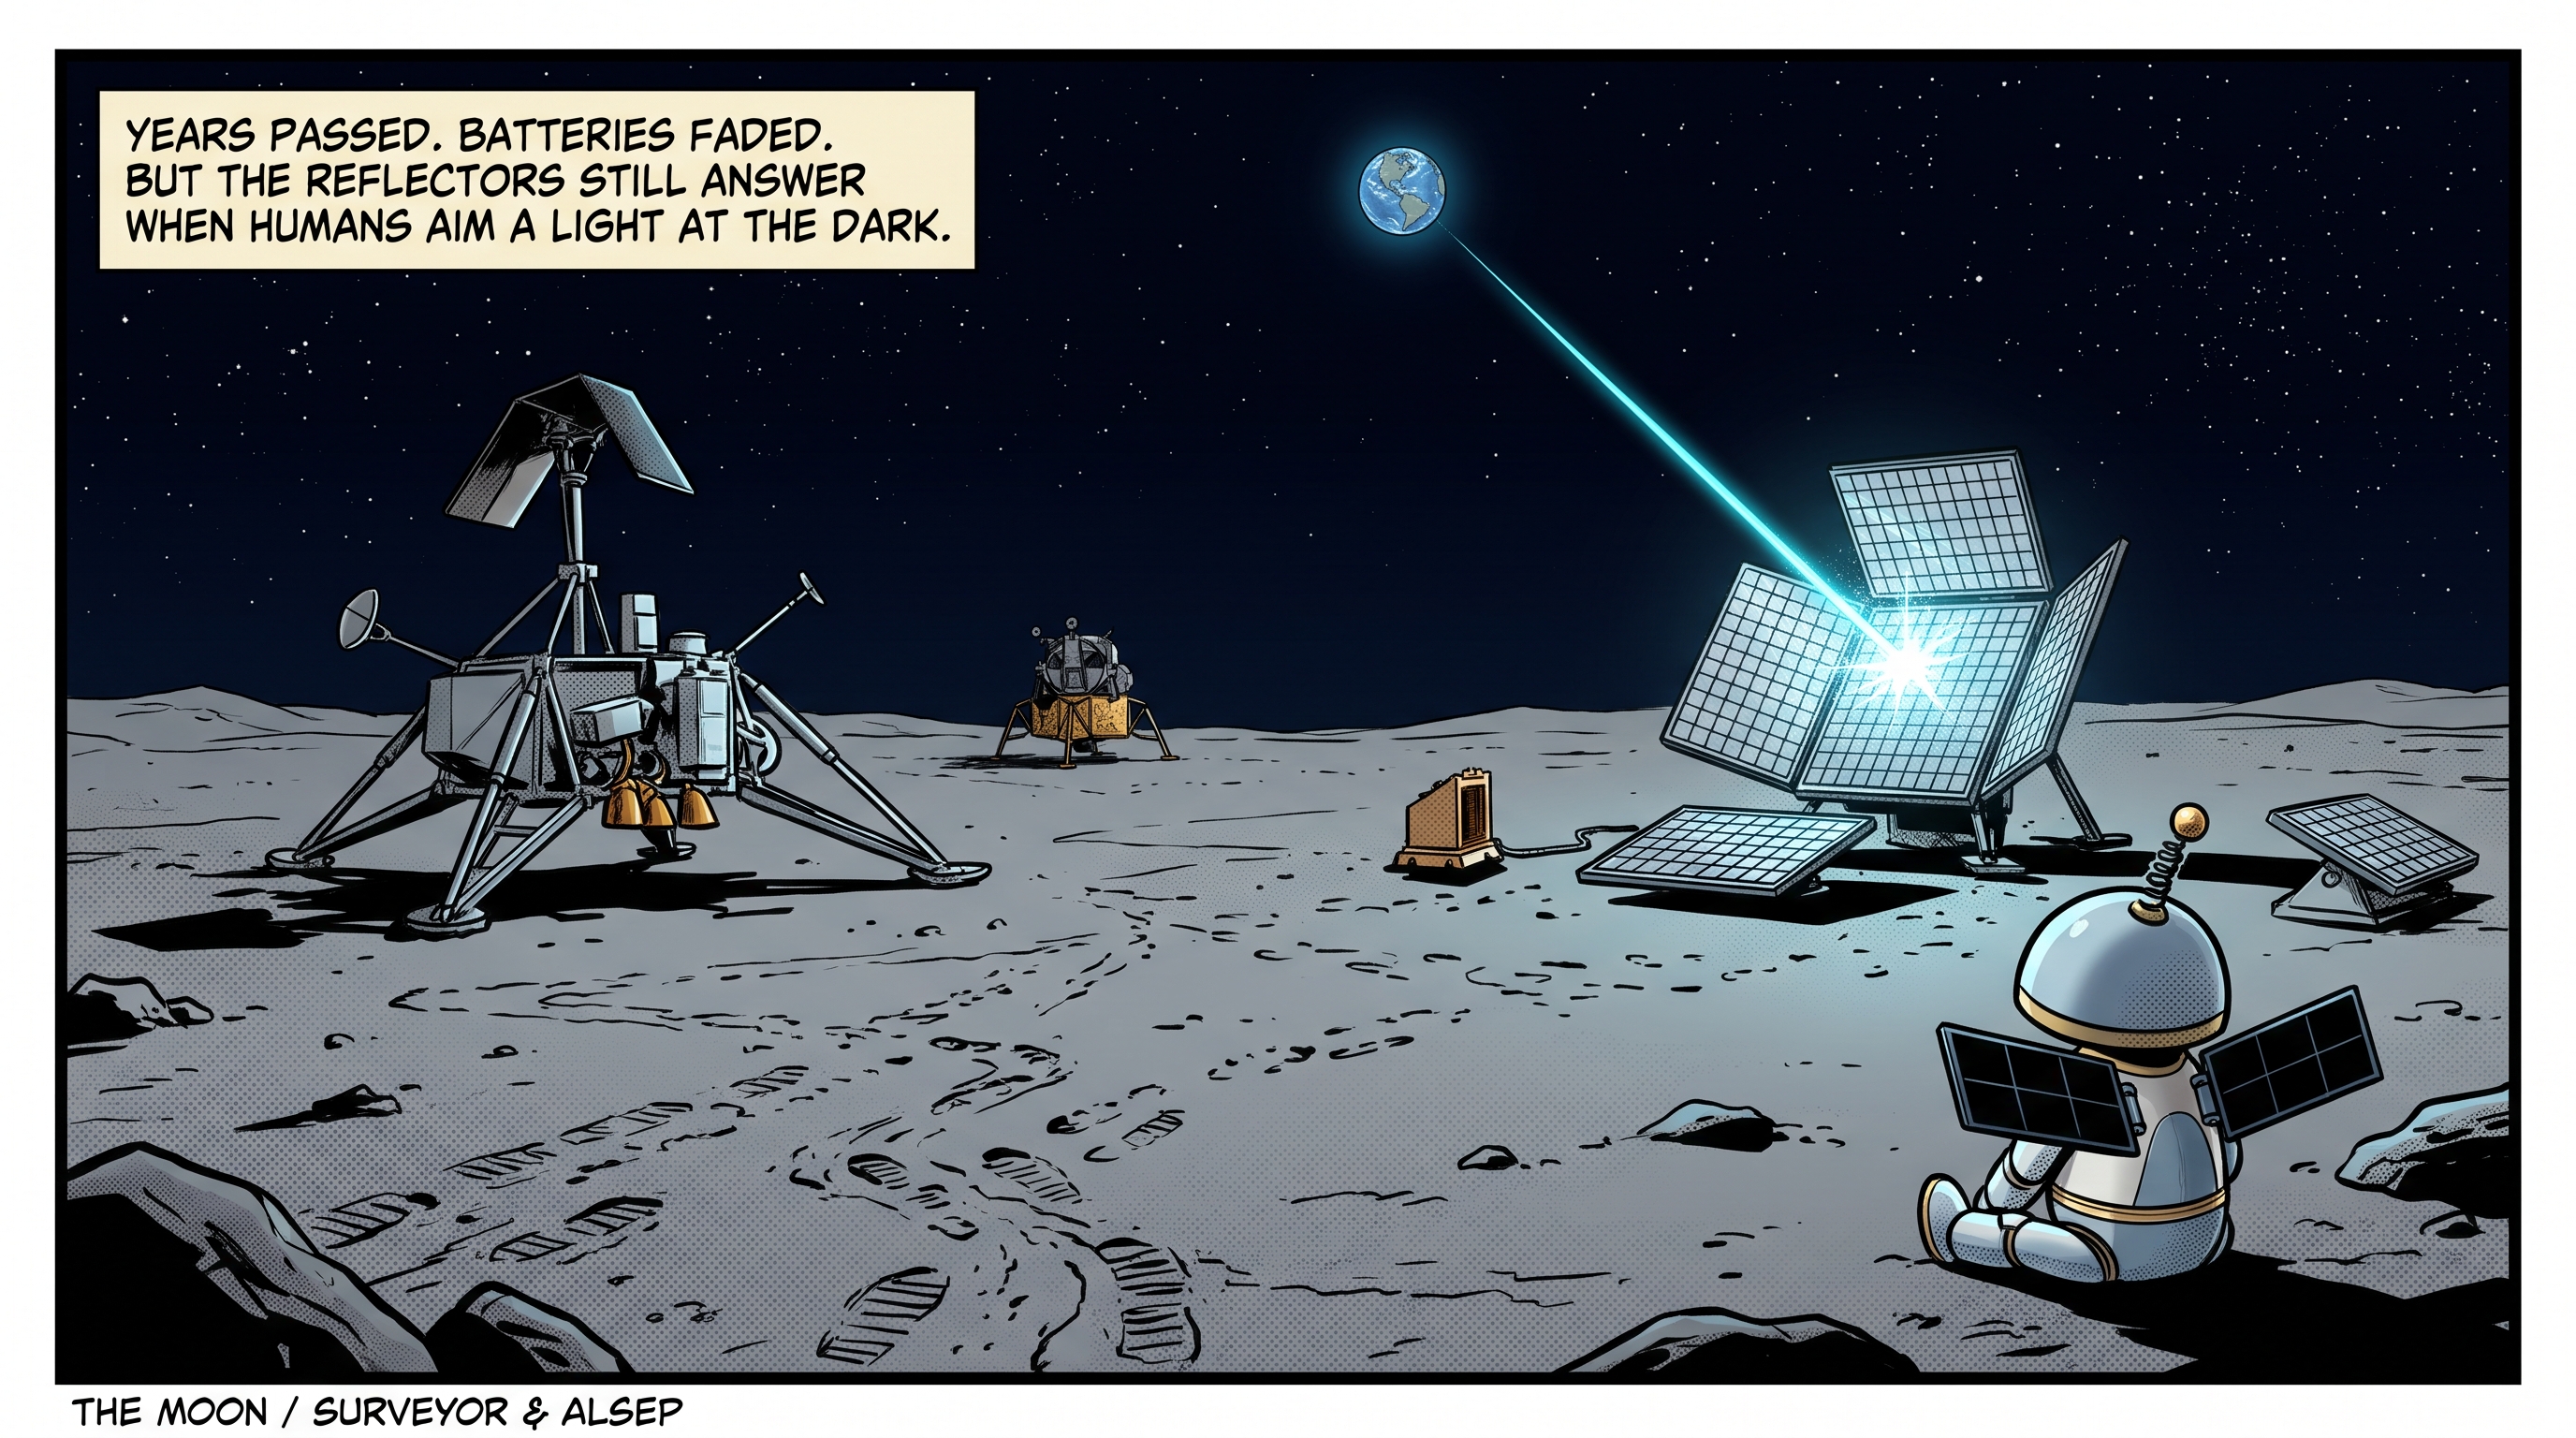 YEARS PASSED. BATTERIES FADED.
BUT THE REFLECTORS STILL ANSWER
WHEN HUMANS AIM A LIGHT AT THE DARK.
THE MOON / SURVEYOR & ALSEP